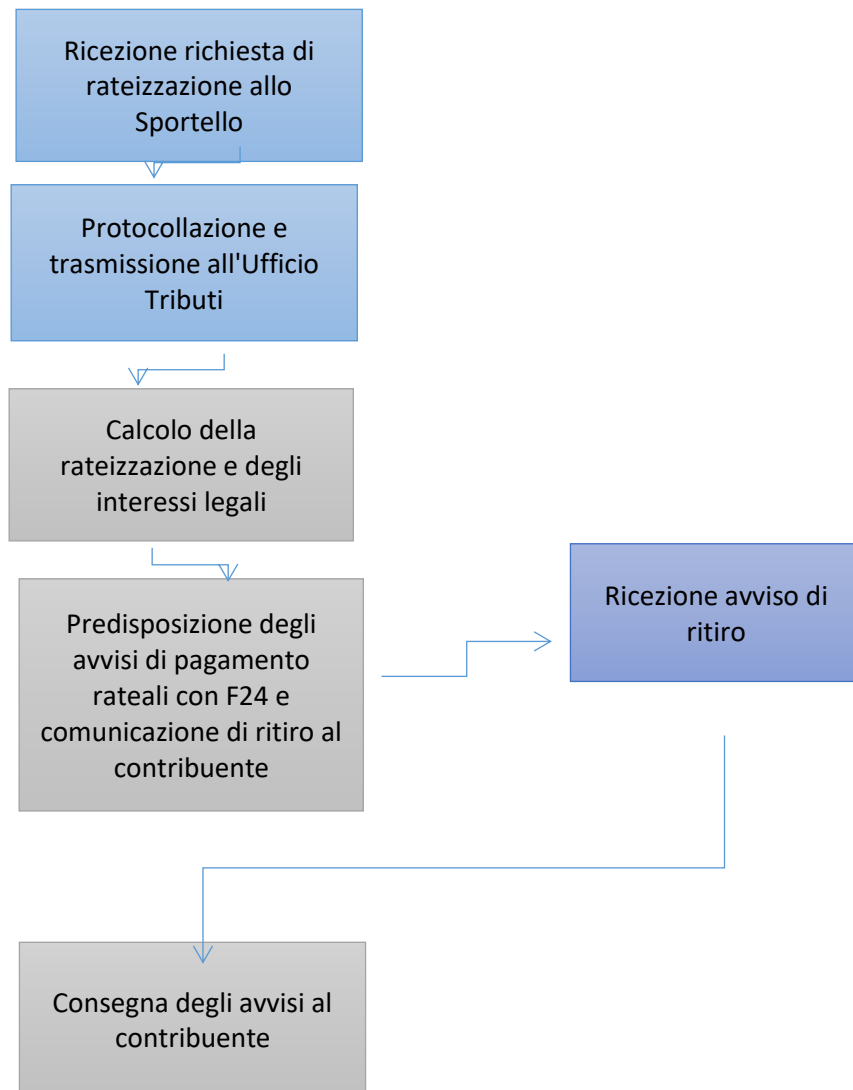 Ricezione richiesta di
rateizzazione allo
Sportello
Protocollazione e
trasmissione all'Ufficio
Tributi
Calcolo della
rateizzazione e degli
interessi legali
Predisposizione degli
avvisi di pagamento
rateali con F24 e
comunicazione di ritiro al
contribuente
Ricezione avviso di
ritiro
Consegna degli avvisi al
contribuente